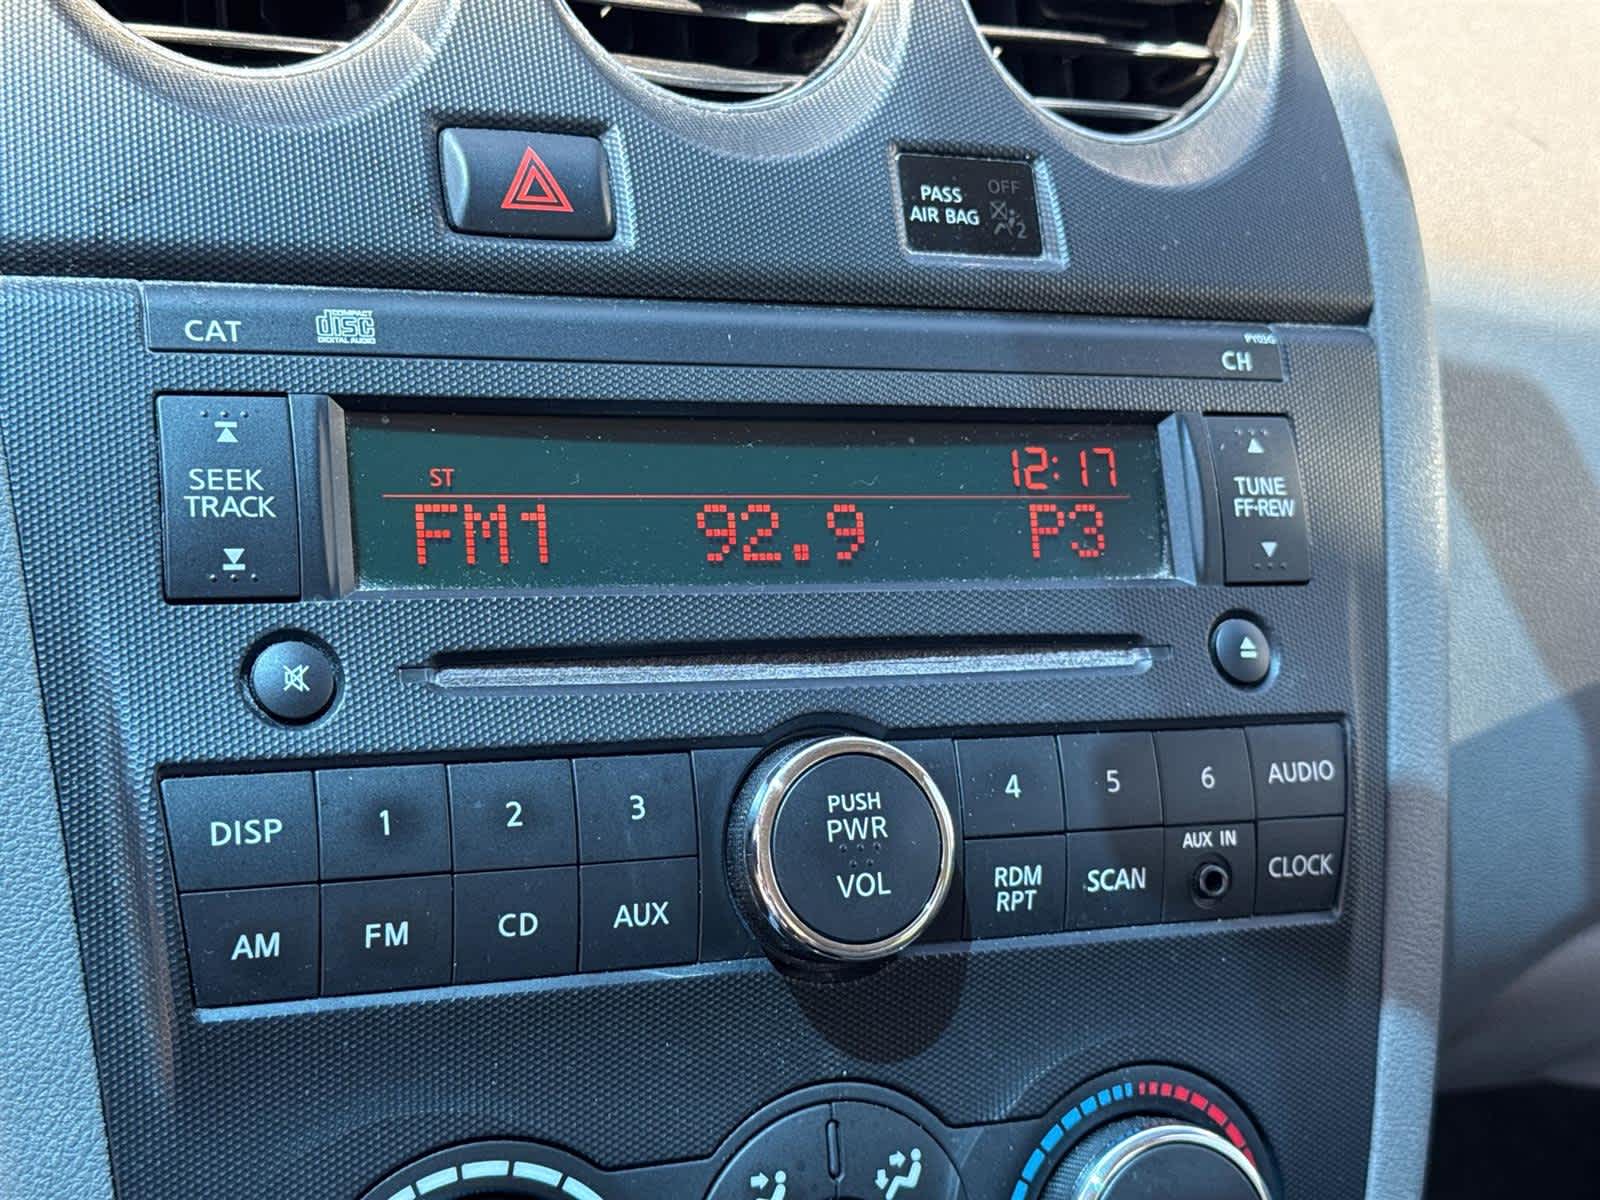 PASS
AIR BAG
OFF
2
CAT
COMPACT
disc
DIGITAL AUDIO
PY05G
CH
SEEK
TRACK
ST
12:17
FM1 92.9 P3
TUNE
FF-REW
DISP
1
2
3
PUSH
PWR
VOL
4
5
6
AUDIO
AM
FM
CD
AUX
RDM
RPT
SCAN
AUX IN
CLOCK